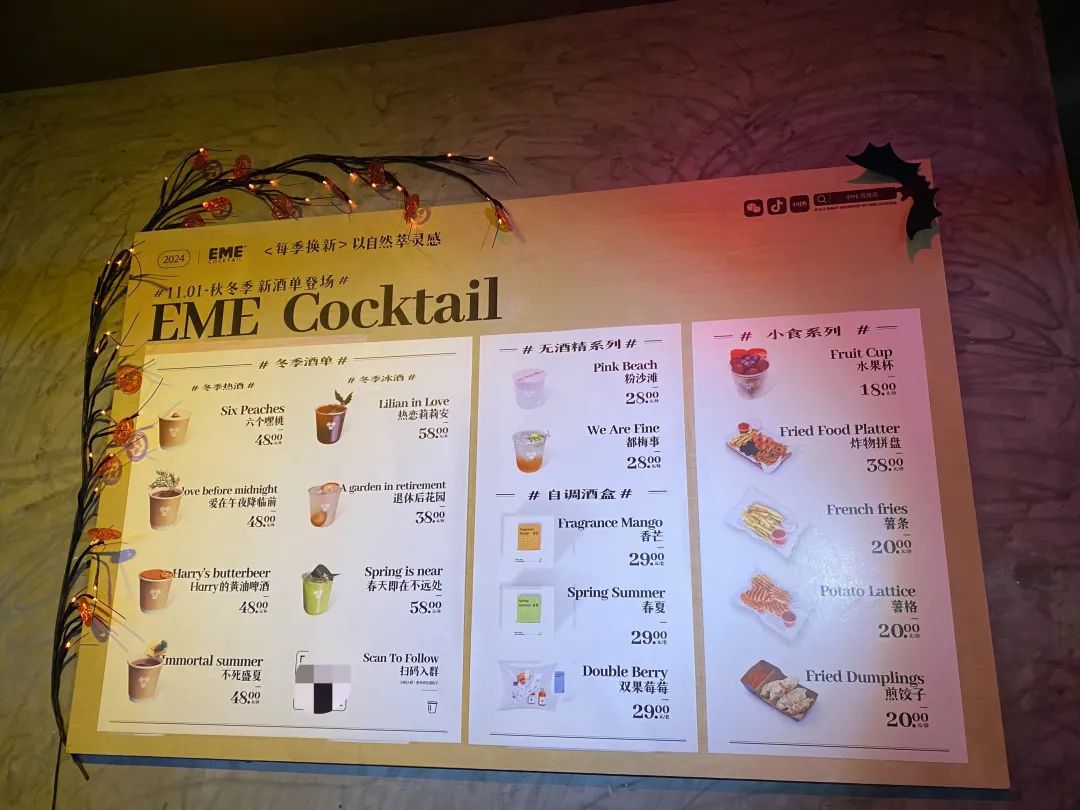 2024
EME
COCKTAIL
<每季换新>以自然萃灵感
#11.01-秋冬季新酒单登场#
EME Cocktail
小红书
# 冬季酒单 #
#冬季热酒#
Six Peaches
六个嘿桃
48.00
love before midnight
爱在午夜降临前
48.00
Harry's butterbeer
Harry的黄油啤酒
48.00
Immortal summer
不死盛夏
48.00
#冬季冰酒#
Lilian in Love
热恋莉莉安
58.00
A garden in retirement
退休后花园
38.00
Spring is near
春天即在不远处
58.00
Scan To Follow
扫码入群
# 无酒精系列 #
Pink Beach
粉沙滩
28.00
We Are Fine
都梅事
28.00
# 自调酒盒 #
Fragrance Mango
香芒
29.00
Spring Summer
春夏
29.00
Double Berry
双果莓莓
29.00
# 小食系列 #
Fruit Cup
水果杯
18.00
Fried Food Platter
炸物拼盘
38.00
French fries
薯条
20.00
Potato Lattice
薯格
20.00
Fried Dumplings
煎饺子
20.00